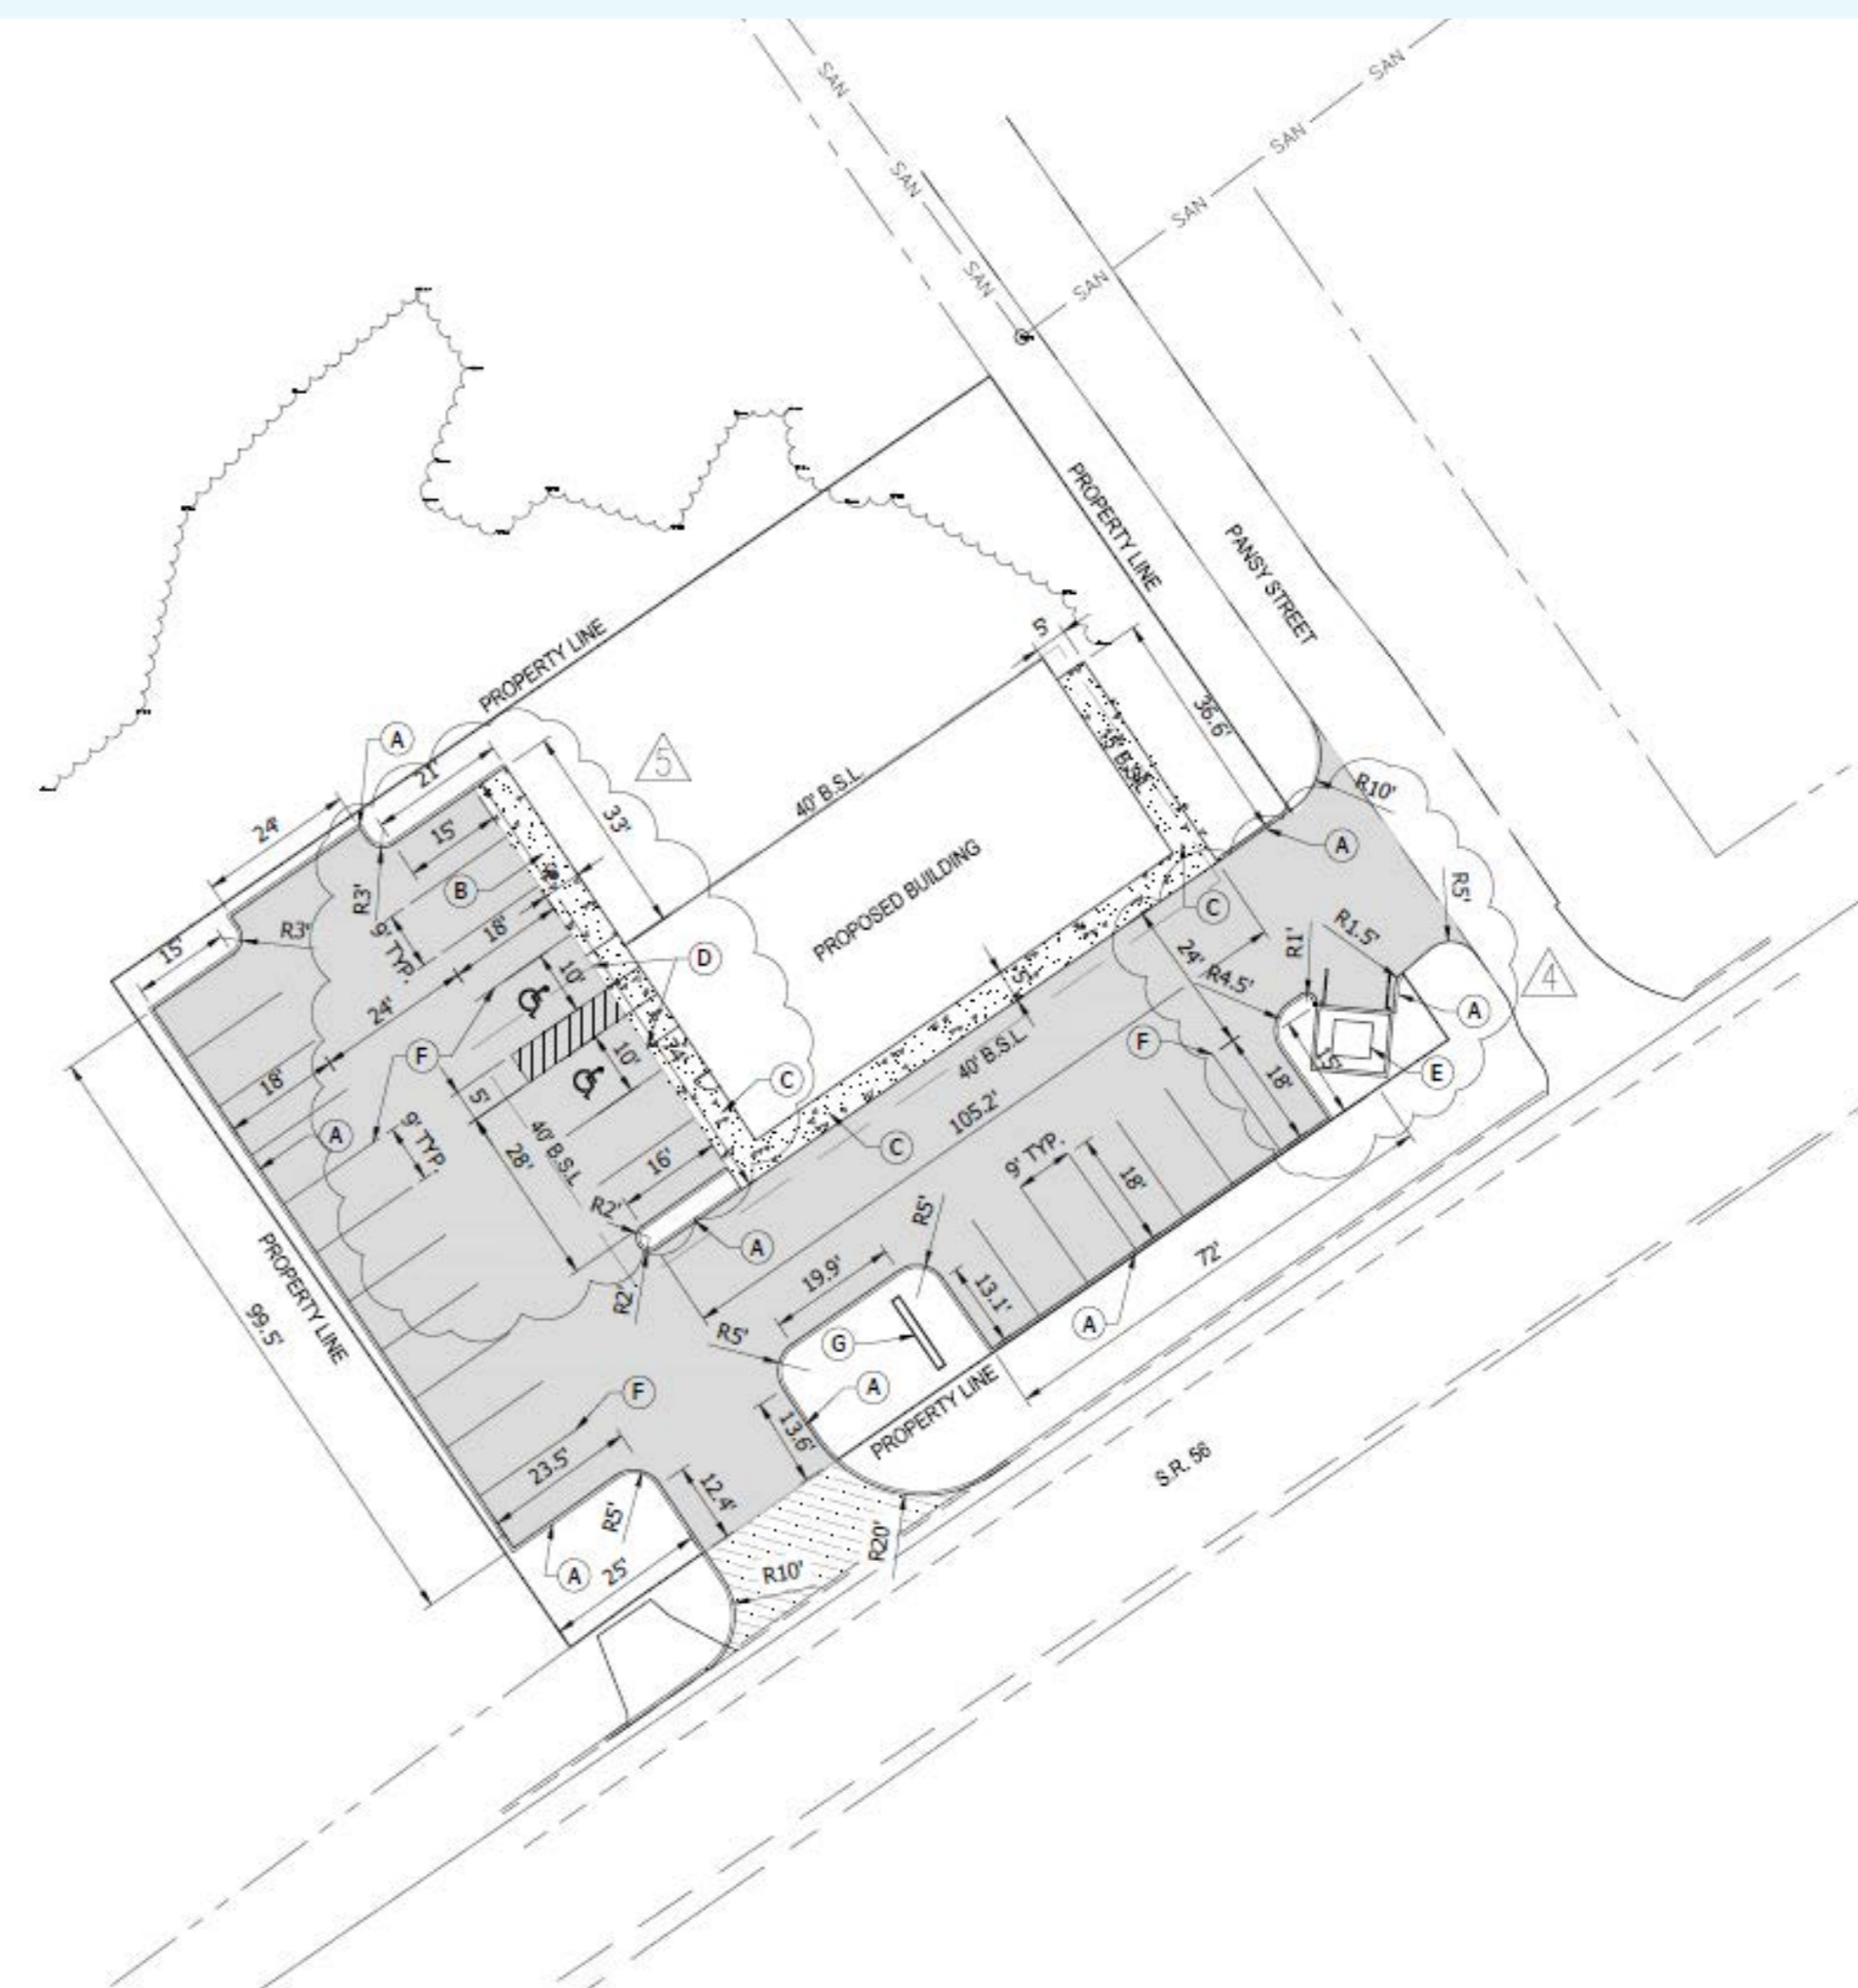 SAN
SAN
SAN
SAN
SAN
SAN
SAN
PROPERTY LINE
PANSY STREET
PROPERTY LINE
5'
36.6'
A
21'
5
24'
15'
33'
40' B.S.L.
R10'
A
B
R3'
R3'
9' TYP.
18'
15'
PROPOSED BUILDING
C
R5'
R1.5'
R1'
24'
R4.5'
4
D
10'
24'
5'
A
F
10'
24'
40' B.S.L.
F
18'
E
18'
5'
C
105.2'
A
9' TYP.
28'
40' B.S.L.
16'
C
9' TYP.
18'
R2'
A
R5'
72'
PROPERTY LINE
99.5'
R2'
19.9'
13.1'
R5'
G
A
F
A
PROPERTY LINE
13.6'
23.5'
12.4'
S.R. 56
R5'
A
25'
R10'
R20'